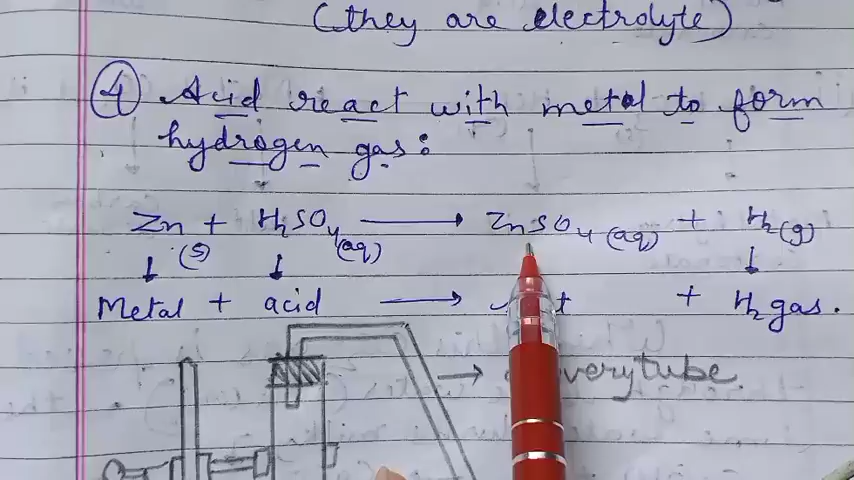 (they are electrolyte)
④ Acid react with metal to form
hydrogen gas:
Zn (s) + H₂SO₄ (aq) ⟶ ZnSO₄ (aq) + H₂ (g)
↓ ↓ ↓
Metal + acid ⟶ + H₂ gas.
→